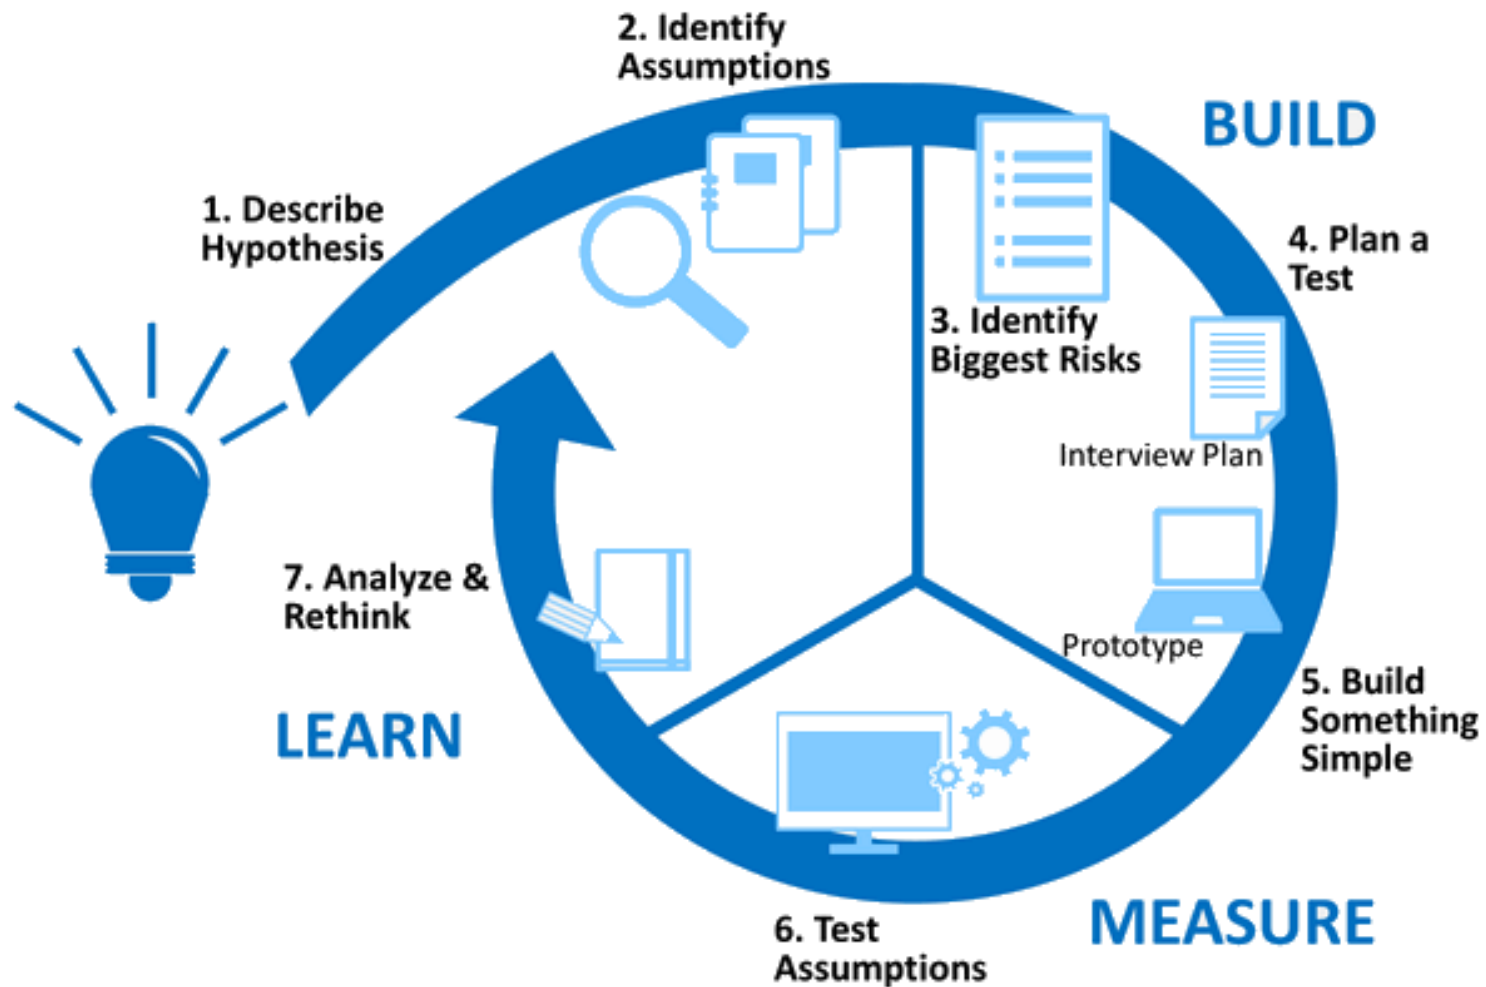 2. Identify
Assumptions
BUILD
1. Describe
Hypothesis
4. Plan a
Test
3. Identify
Biggest Risks
Interview Plan
7. Analyze &
Rethink
Prototype
5. Build
Something
Simple
LEARN
MEASURE
6. Test
Assumptions